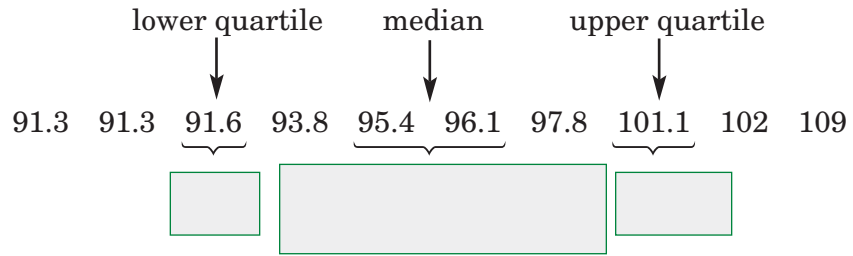 lower quartile median upper quartile
91.3 91.3 91.6 93.8 95.4 96.1 97.8 101.1 102 109